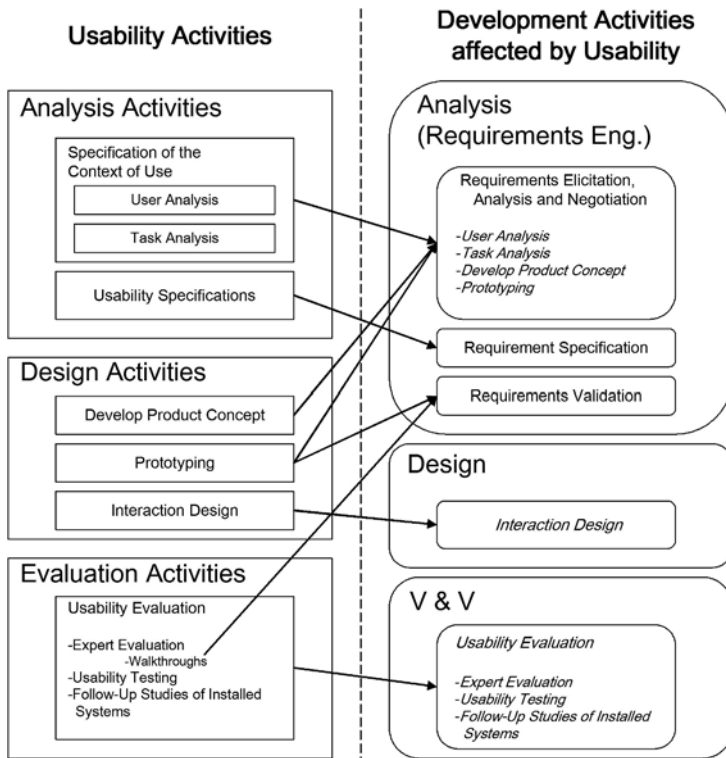 Usability Activities
Analysis Activities
Specification of the
Context of Use
User Analysis
Task Analysis
Usability Specifications
Design Activities
Develop Product Concept
Prototyping
Interaction Design
Evaluation Activities
Usability Evaluation
-Expert Evaluation
-Walkthroughs
-Usability Testing
-Follow-Up Studies of Installed
Systems
Development Activities
affected by Usability
Analysis
(Requirements Eng.)
Requirements Elicitation,
Analysis and Negotiation
-User Analysis
-Task Analysis
-Develop Product Concept
-Prototyping
Requirement Specification
Requirements Validation
Design
Interaction Design
V & V
Usability Evaluation
-Expert Evaluation
-Usability Testing
-Follow-Up Studies of Installed
Systems